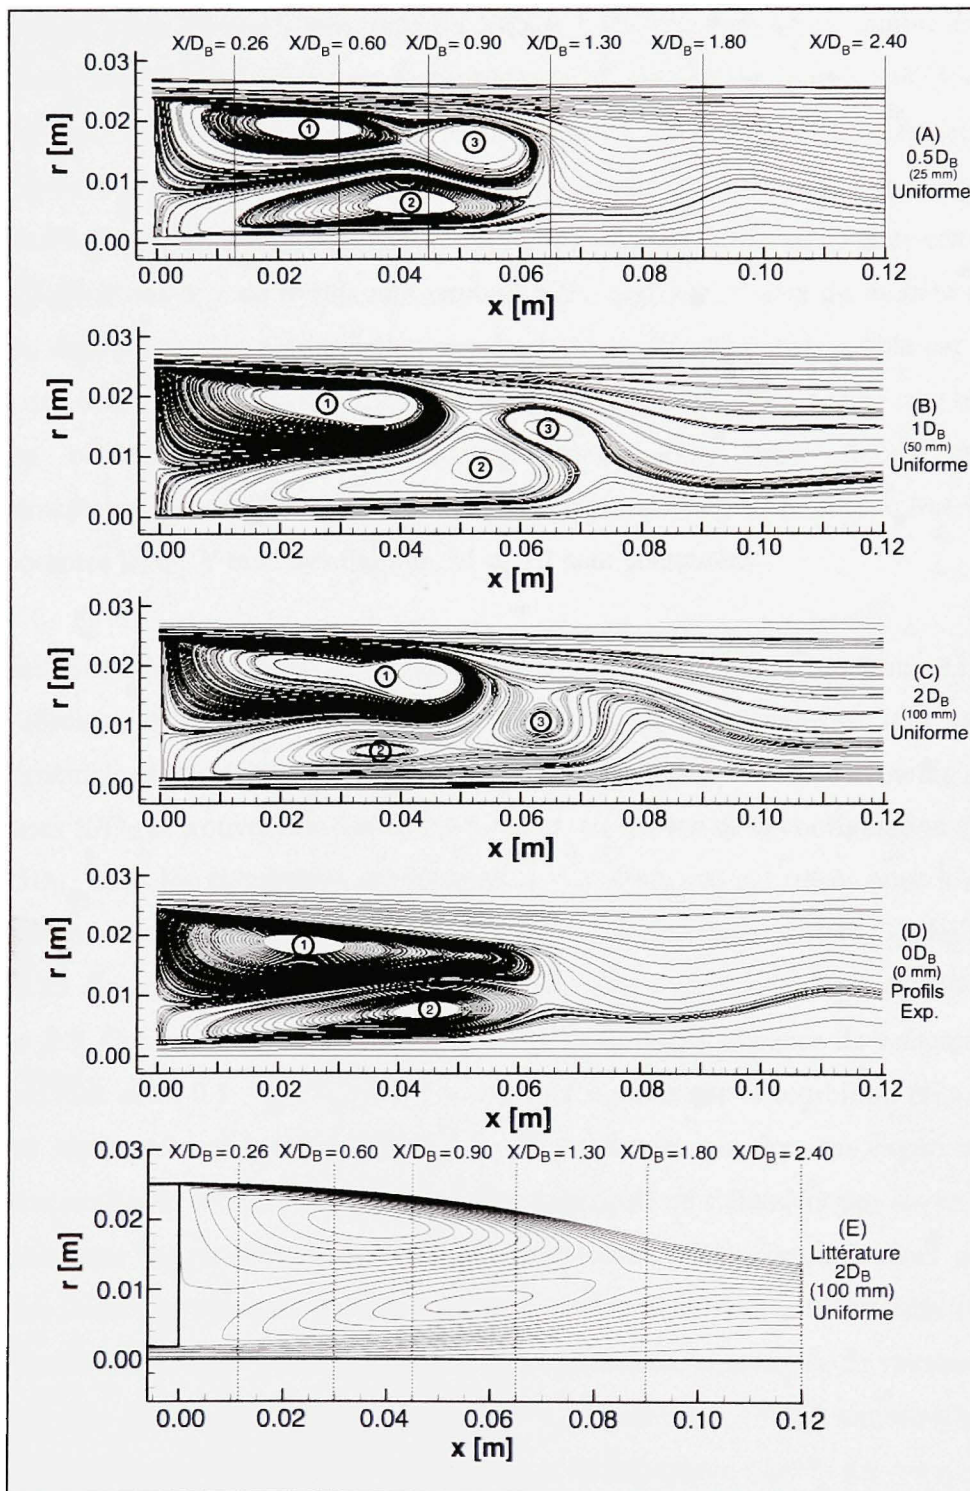 X/D_B = 0.26 X/D_B = 0.60 X/D_B = 0.90 X/D_B = 1.30 X/D_B = 1.80 X/D_B = 2.40
0.03
0.02
0.01
0.00
r [m]
1
3
2
(A)
0.5D_B
(25 mm)
Uniforme
0.00 0.02 0.04 0.06 0.08 0.10 0.12
x [m]
0.03
0.02
0.01
0.00
r [m]
1
3
2
(B)
1D_B
(50 mm)
Uniforme
0.00 0.02 0.04 0.06 0.08 0.10 0.12
x [m]
0.03
0.02
0.01
0.00
r [m]
1
3
2
(C)
2D_B
(100 mm)
Uniforme
0.00 0.02 0.04 0.06 0.08 0.10 0.12
x [m]
0.03
0.02
0.01
0.00
r [m]
1
2
(D)
0D_B
(0 mm)
Profils
Exp.
0.00 0.02 0.04 0.06 0.08 0.10 0.12
x [m]
X/D_B = 0.26 X/D_B = 0.60 X/D_B = 0.90 X/D_B = 1.30 X/D_B = 1.80 X/D_B = 2.40
0.03
0.02
0.01
0.00
r [m]
(E)
Littérature
2D_B
(100 mm)
Uniforme
0.00 0.02 0.04 0.06 0.08 0.10 0.12
x [m]